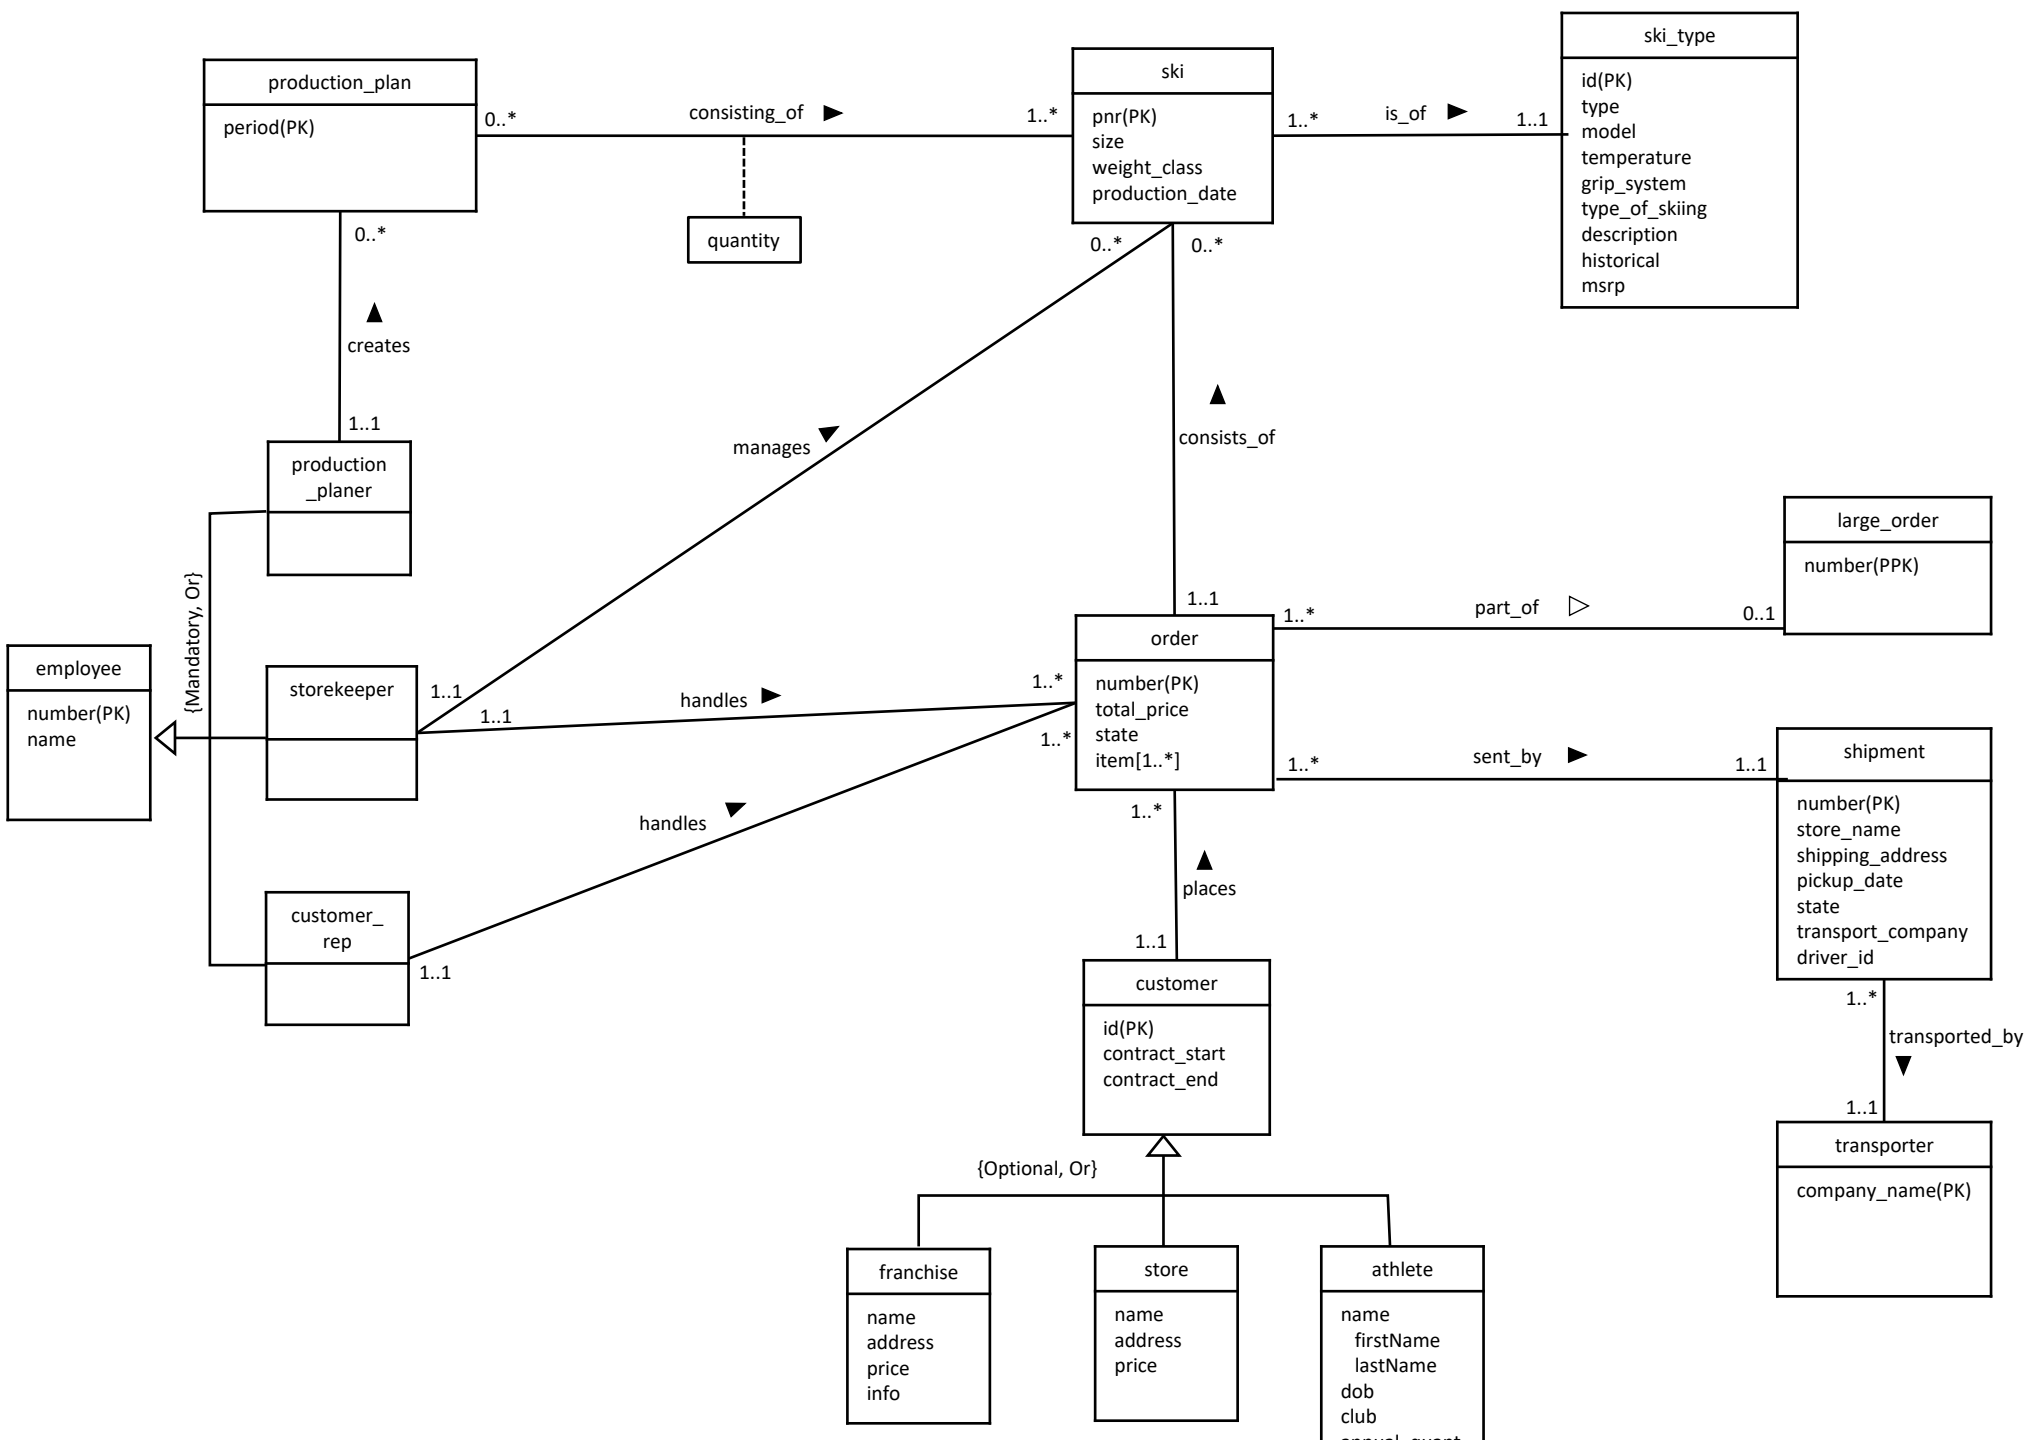 production_plan
period(PK)
0..*
consisting_of
1..*
quantity
ski
pnr(PK)
size
weight_class
production_date
1..*
is_of
1..1
ski_type
id(PK)
type
model
temperature
grip_system
type_of_skiing
description
historical
msrp
0..*
creates
1..1
0..*
0..*
manages
consists_of
production
_planer
{Mandatory, Or}
employee
number(PK)
name
storekeeper
1..1
1..1
handles
1..*
customer_
rep
1..1
handles
1..*
1..1
order
number(PK)
total_price
state
item[1..*]
1..*
part_of
0..1
large_order
number(PPK)
1..*
sent_by
1..1
shipment
number(PK)
store_name
shipping_address
pickup_date
state
transport_company
driver_id
1..*
places
1..1
customer
id(PK)
contract_start
contract_end
1..*
transported_by
1..1
transporter
company_name(PK)
{Optional, Or}
franchise
name
address
price
info
store
name
address
price
athlete
name
firstName
lastName
dob
club